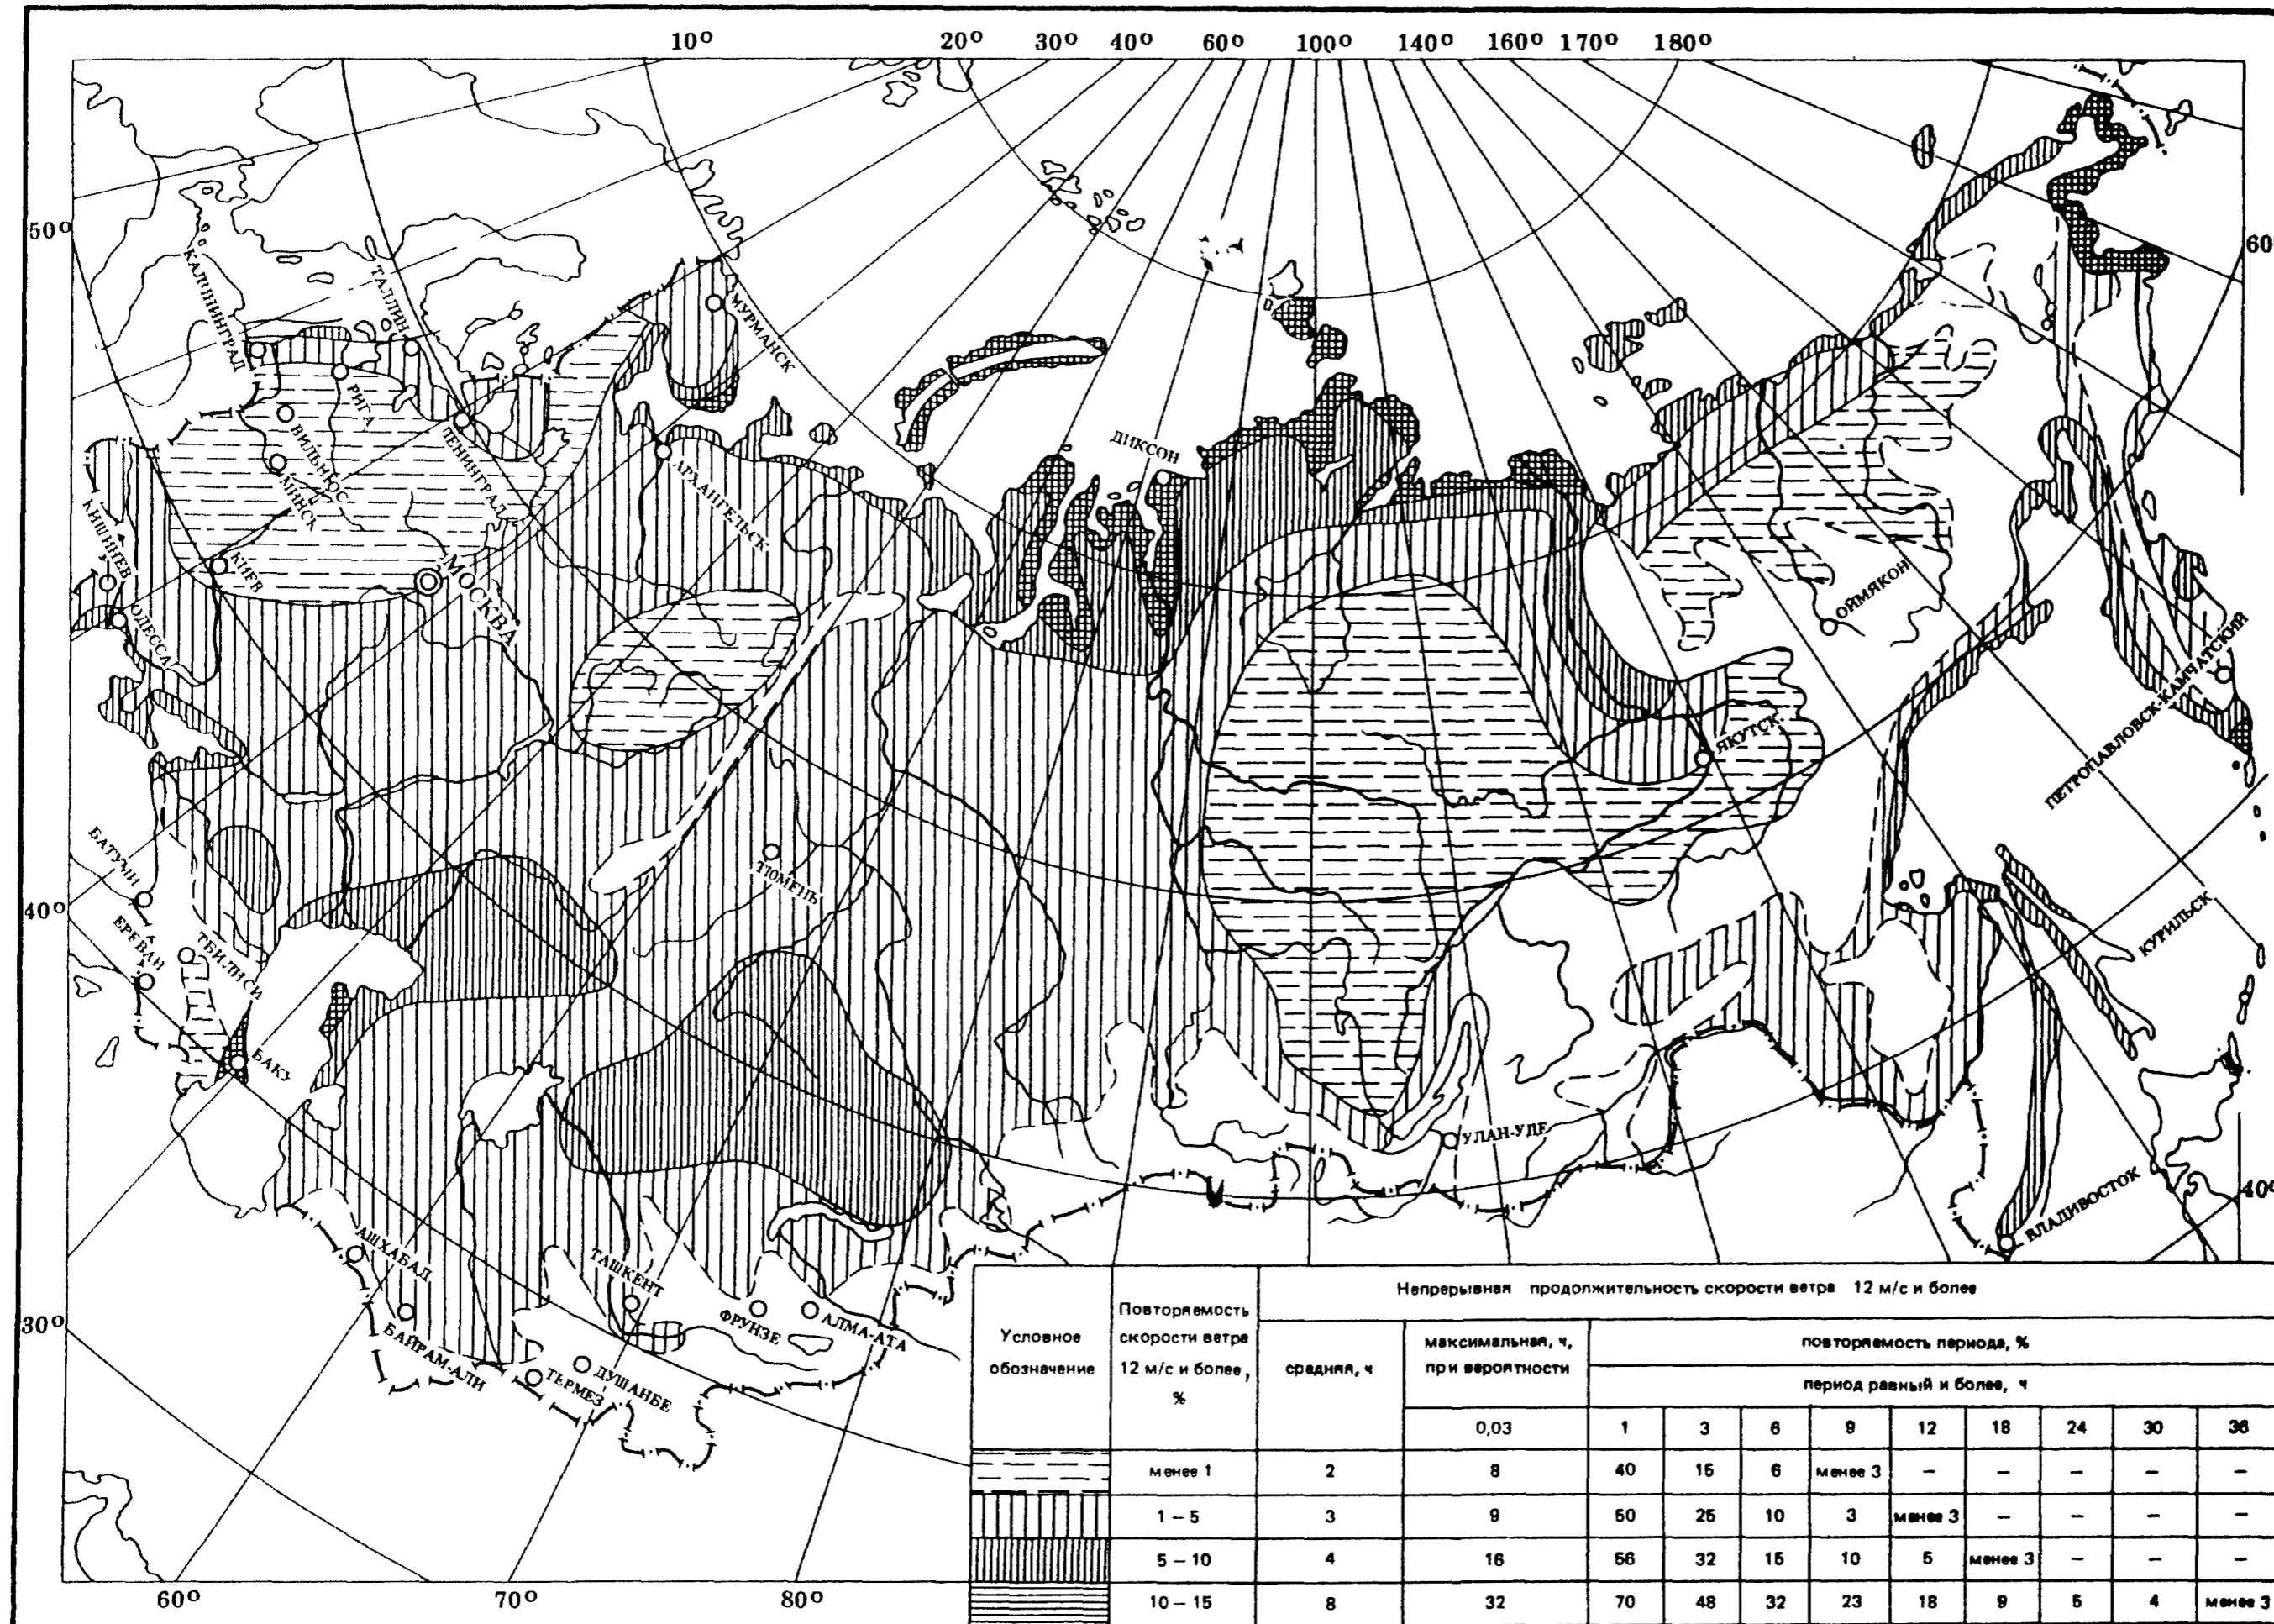 10° 20° 30° 40° 60° 100° 140° 160° 170° 180°
50°
60°
40°
40°
30°
60° 70° 80°
КАЛИНИНГРАД
ТАЛЛИН
МУРМАНСК
РИГА
ВИЛЬНЮС
МИНСК
ЛЕНИНГРАД
АРХАНГЕЛЬСК
ДИКСОН
КИШИНЕВ
КИЕВ
ОДЕССА
МОСКВА
ОЙМЯКОН
ЯКУТСК
ПЕТРОПАВЛОВСК-КАМЧАТСКИЙ
БАТУМИ
ЕРЕВАН
ТБИЛИСИ
БАКУ
ТЮМЕНЬ
КУРИЛЬСК
УЛАН-УДЕ
ВЛАДИВОСТОК
АШХАБАД
БАЙРАМ-АЛИ
ТАШКЕНТ
ТЕРМЕЗ
ДУШАНБЕ
ФРУНЗЕ
АЛМА-АТА
Условное
обозначение
Повторяемость
скорости ветра
12 м/с и более,
%
Непрерывная продолжительность скорости ветра 12 м/с и более
средняя, ч
максимальная, ч,
при вероятности
повторяемость периода, %
период равный и более, ч
0,03 1 3 6 9 12 18 24 30 36
менее 1 2 8 40 15 6 менее 3 – – – – –
1 – 5 3 9 50 25 10 3 менее 3 – – – –
5 – 10 4 16 56 32 15 10 5 менее 3 – – –
10 – 15 8 32 70 48 32 23 18 9 5 4 менее 3